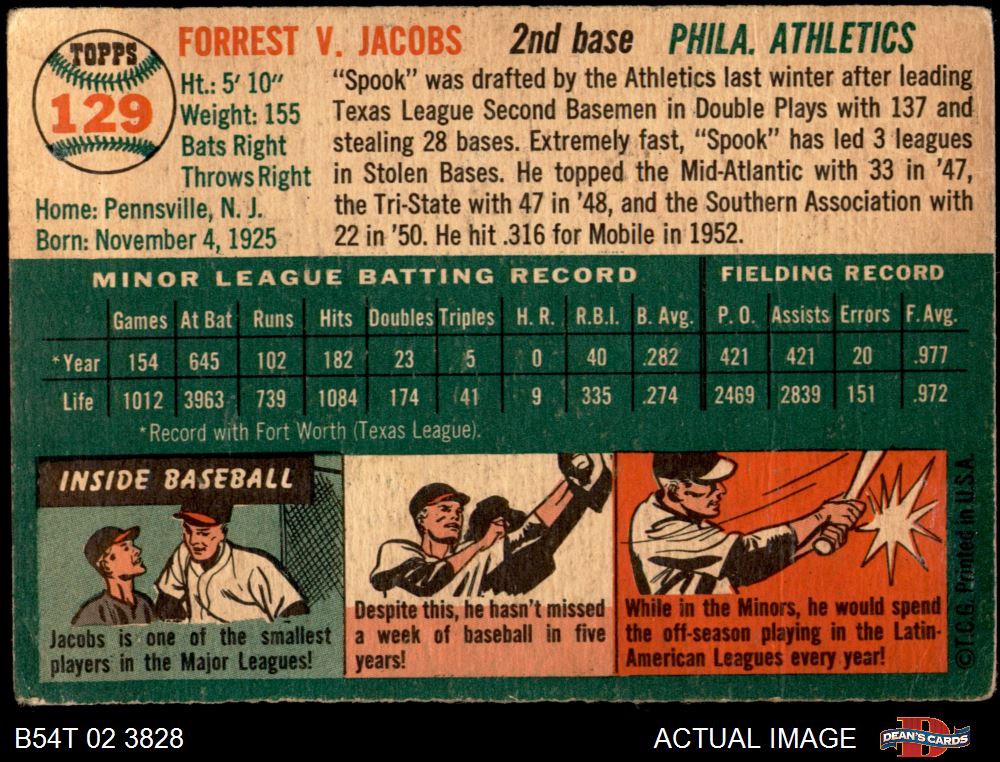 TOPPS
129
FORREST V. JACOBS 2nd base PHILA. ATHLETICS
Ht.: 5' 10"
Weight: 155
Bats Right
Throws Right
Home: Pennsville, N. J.
Born: November 4, 1925
"Spook" was drafted by the Athletics last winter after leading
Texas League Second Basemen in Double Plays with 137 and
stealing 28 bases. Extremely fast, "Spook" has led 3 leagues
in Stolen Bases. He topped the Mid-Atlantic with 33 in '47,
the Tri-State with 47 in '48, and the Southern Association with
22 in '50. He hit .316 for Mobile in 1952.
MINOR LEAGUE BATTING RECORD FIELDING RECORD
Games At Bat Runs Hits Doubles Triples H. R. R.B.I. B. Avg. P. O. Assists Errors F. Avg.
*Year 154 645 102 182 23 5 0 40 .282 421 421 20 .977
Life 1012 3963 739 1084 174 41 9 335 .274 2469 2839 151 .972
*Record with Fort Worth (Texas League).
INSIDE BASEBALL
Jacobs is one of the smallest
players in the Major Leagues!
Despite this, he hasn't missed
a week of baseball in five
years!
While in the Minors, he would spend
the off-season playing in the Latin-
American Leagues every year!
©T.C.G. Printed in U.S.A.
B54T 02 3828 ACTUAL IMAGE
DEAN'S CARDS